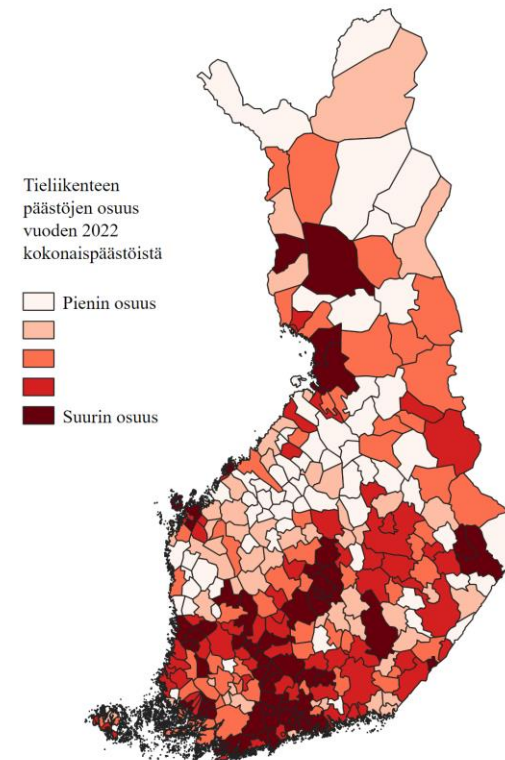 Tieliikenteen
päästöjen osuus
vuoden 2022
kokonaispäästöistä
Pienin osuus
Suurin osuus